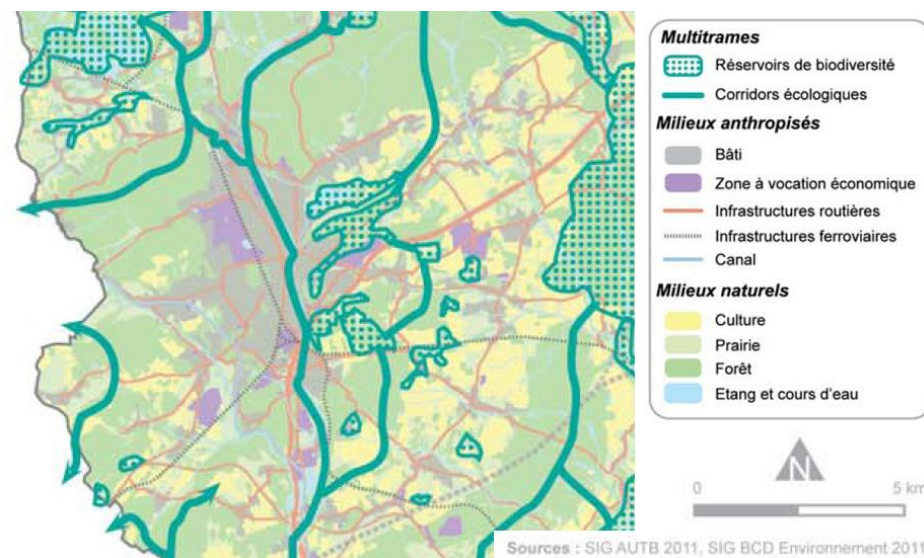 Multitrames
Réservoirs de biodiversité
Corridors écologiques
Milieux anthropisés
Bâti
Zone à vocation économique
Infrastructures routières
Infrastructures ferroviaires
Canal
Milieux naturels
Culture
Prairie
Forêt
Etang et cours d'eau
N
0 5 km
Sources : SIG AUTB 2011, SIG BCD Environnement 201